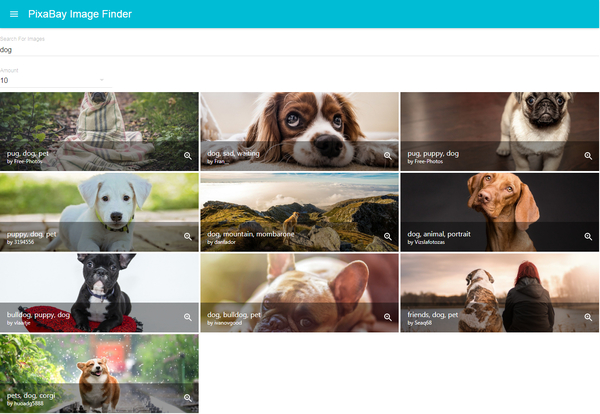 PixaBay Image Finder
Search For Images
dog
Amount
10
pug, dog, pet
by Free-Photos
dog, sad, waiting
by Fran_
pug, puppy, dog
by Free-Photos
puppy, dog, pet
by 3194556
dog, mountain, mombarone
by danfador
dog, animal, portrait
by Vizslafotozas
bulldog, puppy, dog
by vlaartje
dog, bulldog, pet
by ivanovgood
friends, dog, pet
by Seaq68
pets, dog, corgi
by huoadg5888